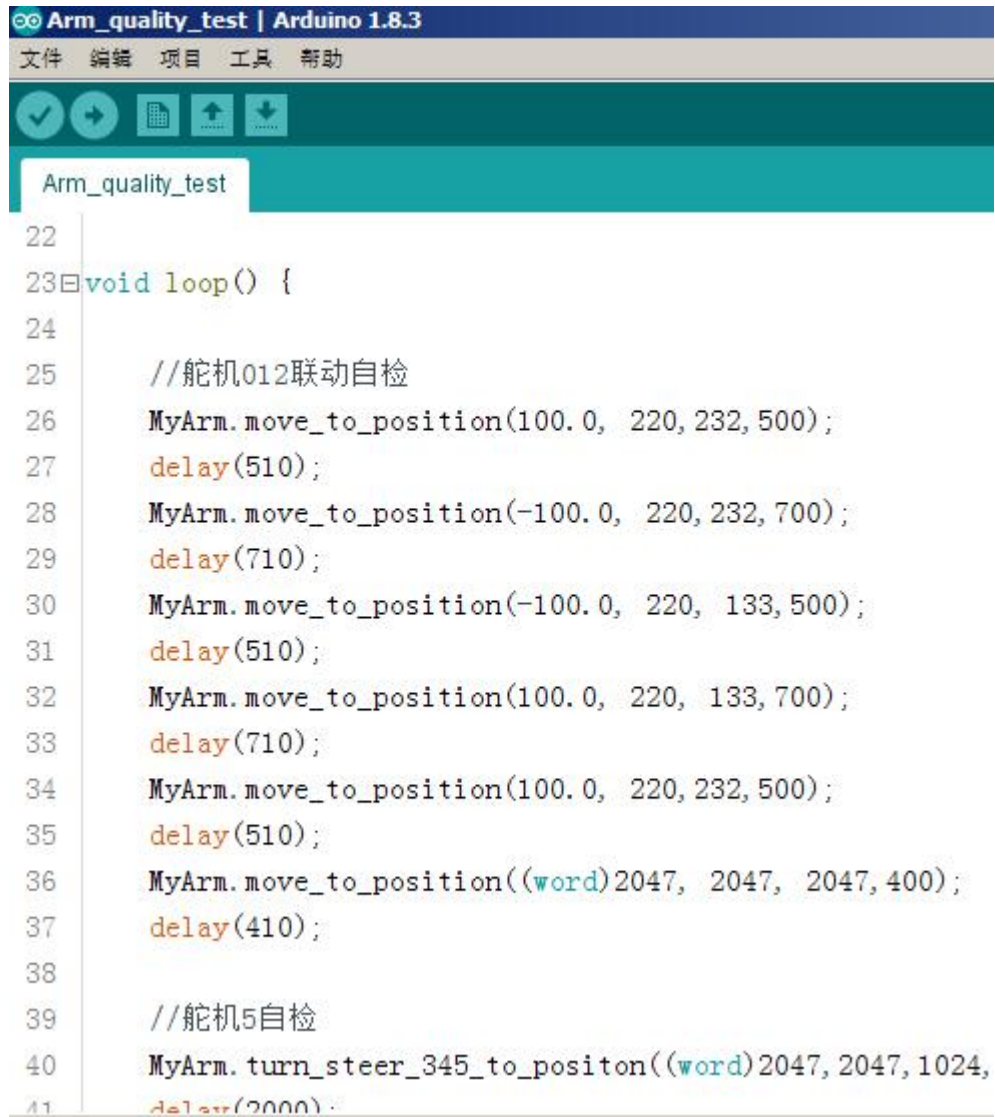 Arm_quality_test | Arduino 1.8.3
文件 编辑 项目 工具 帮助
Arm_quality_test
22
23 void loop() {
24
25 //舵机012联动自检
26 MyArm.move_to_position(100.0, 220,232,500);
27 delay(510);
28 MyArm.move_to_position(-100.0, 220,232,700);
29 delay(710);
30 MyArm.move_to_position(-100.0, 220, 133,500);
31 delay(510);
32 MyArm.move_to_position(100.0, 220, 133,700);
33 delay(710);
34 MyArm.move_to_position(100.0, 220,232,500);
35 delay(510);
36 MyArm.move_to_position((word)2047, 2047, 2047,400);
37 delay(410);
38
39 //舵机5自检
40 MyArm.turn_steer_345_to_positon((word)2047,2047,1024,
41 delay(2000);